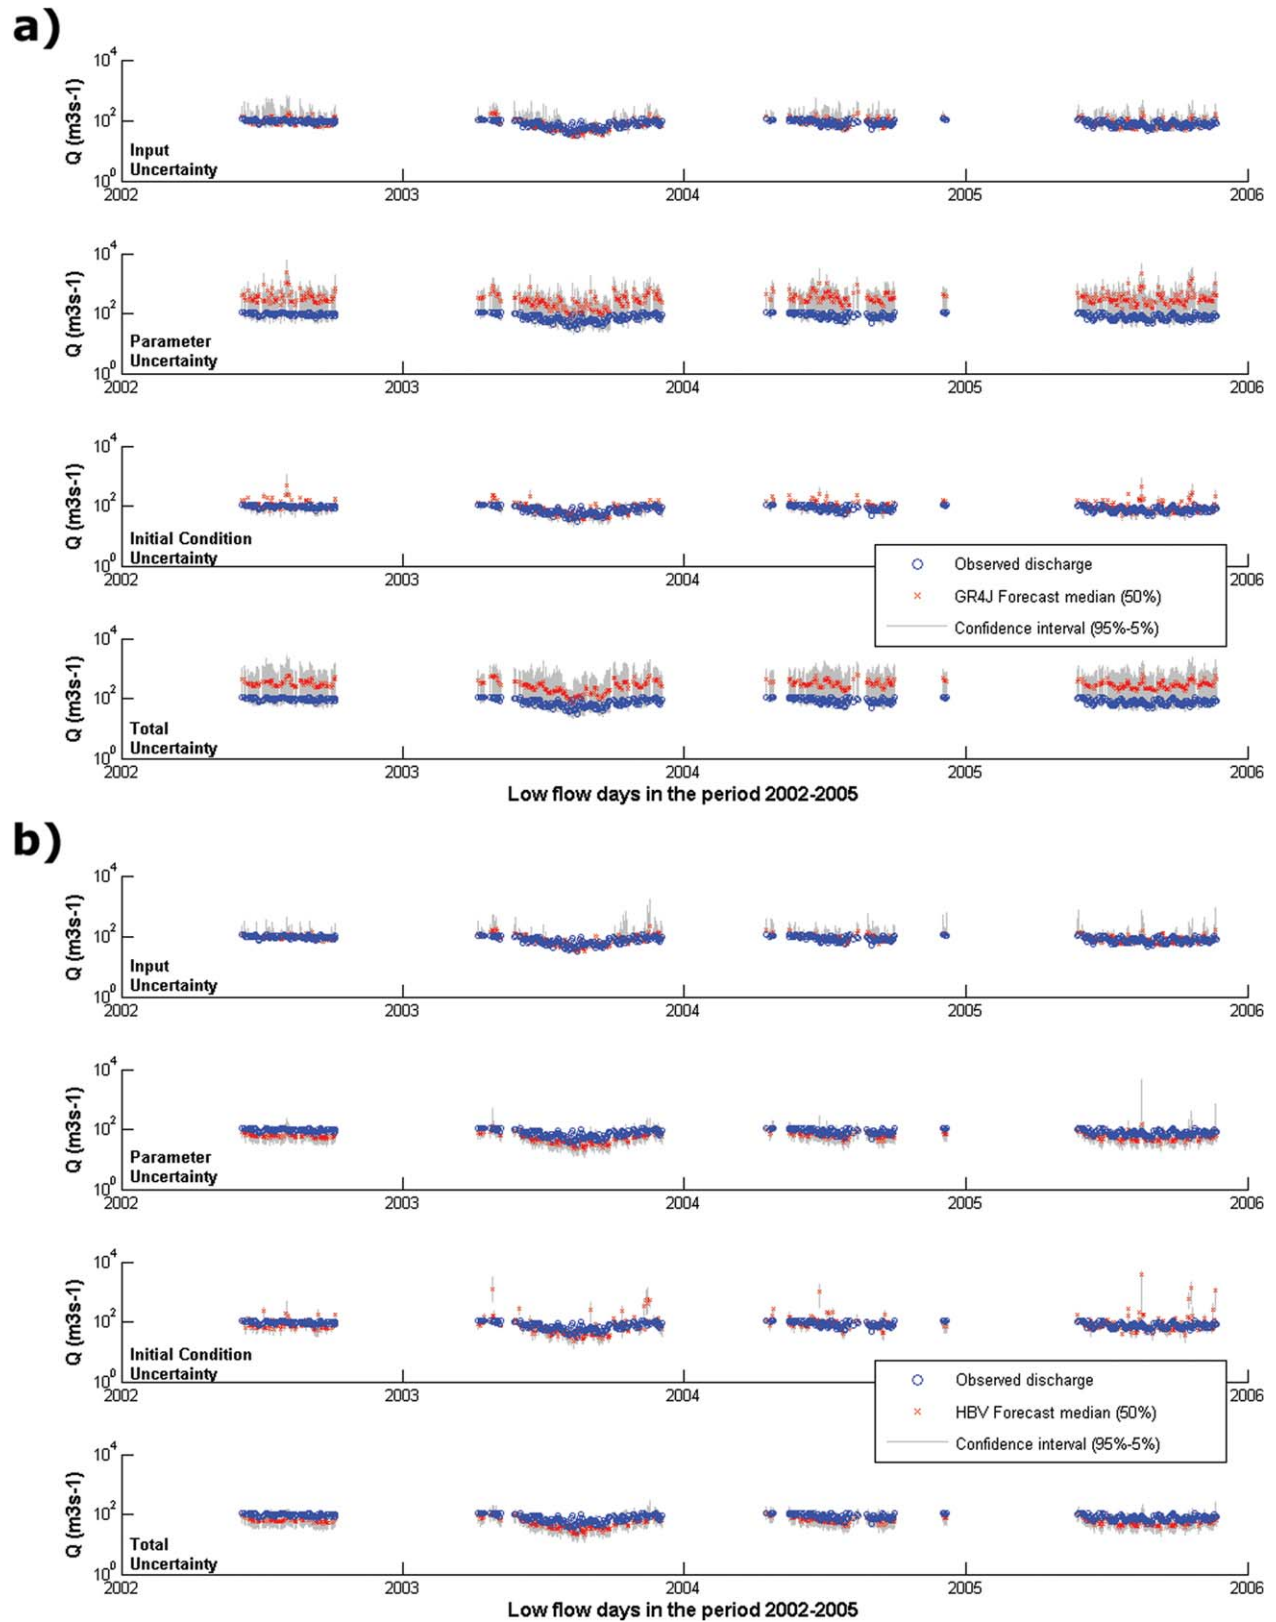 a)
10^4
10^2
10^0
Q (m3s-1)
Input
Uncertainty
2002 2003 2004 2005 2006
10^4
10^2
10^0
Q (m3s-1)
Parameter
Uncertainty
2002 2003 2004 2005 2006
10^4
10^2
10^0
Q (m3s-1)
Initial Condition
Uncertainty
2002 2003 2004 2006
Observed discharge
GR4J Forecast median (50%)
Confidence interval (95%-5%)
10^4
10^2
10^0
Q (m3s-1)
Total
Uncertainty
2002 2003 2004 2005 2006
Low flow days in the period 2002-2005
b)
10^4
10^2
10^0
Q (m3s-1)
Input
Uncertainty
2002 2003 2004 2005 2006
10^4
10^2
10^0
Q (m3s-1)
Parameter
Uncertainty
2002 2003 2004 2005 2006
10^4
10^2
10^0
Q (m3s-1)
Initial Condition
Uncertainty
2002 2003 2004 2006
Observed discharge
HBV Forecast median (50%)
Confidence interval (95%-5%)
10^4
10^2
10^0
Q (m3s-1)
Total
Uncertainty
2002 2003 2004 2005 2006
Low flow days in the period 2002-2005